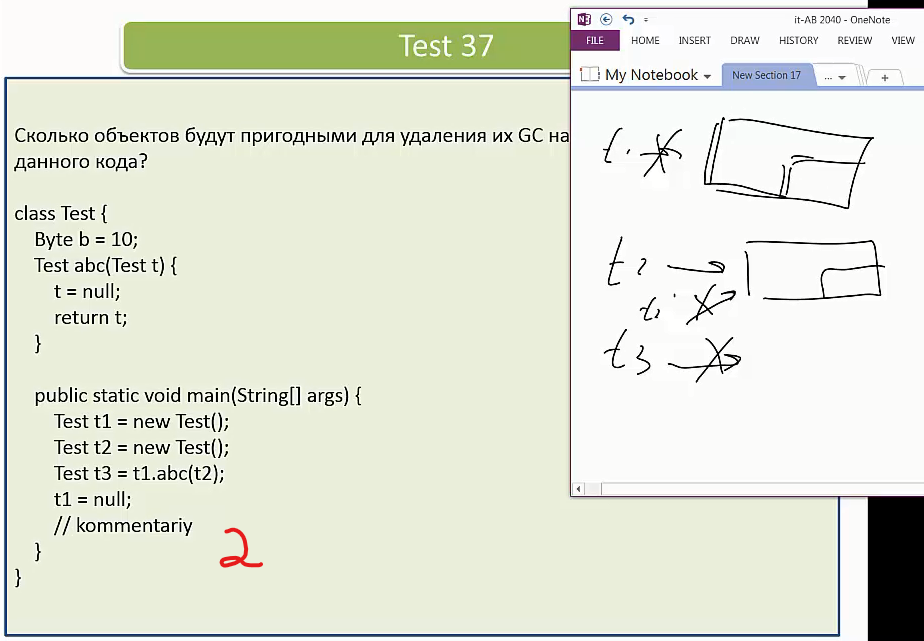 Test 37
Сколько объектов будут пригодными для удаления их GC на
данного кода?
class Test {
Byte b = 10;
Test abc(Test t) {
t = null;
return t;
}
public static void main(String[] args) {
Test t1 = new Test();
Test t2 = new Test();
Test t3 = t1.abc(t2);
t1 = null;
// kommentariy
}
}
2
it-AB 2040 - OneNote
FILE HOME INSERT DRAW HISTORY REVIEW VIEW
My Notebook New Section 17 ... +
t2
t3